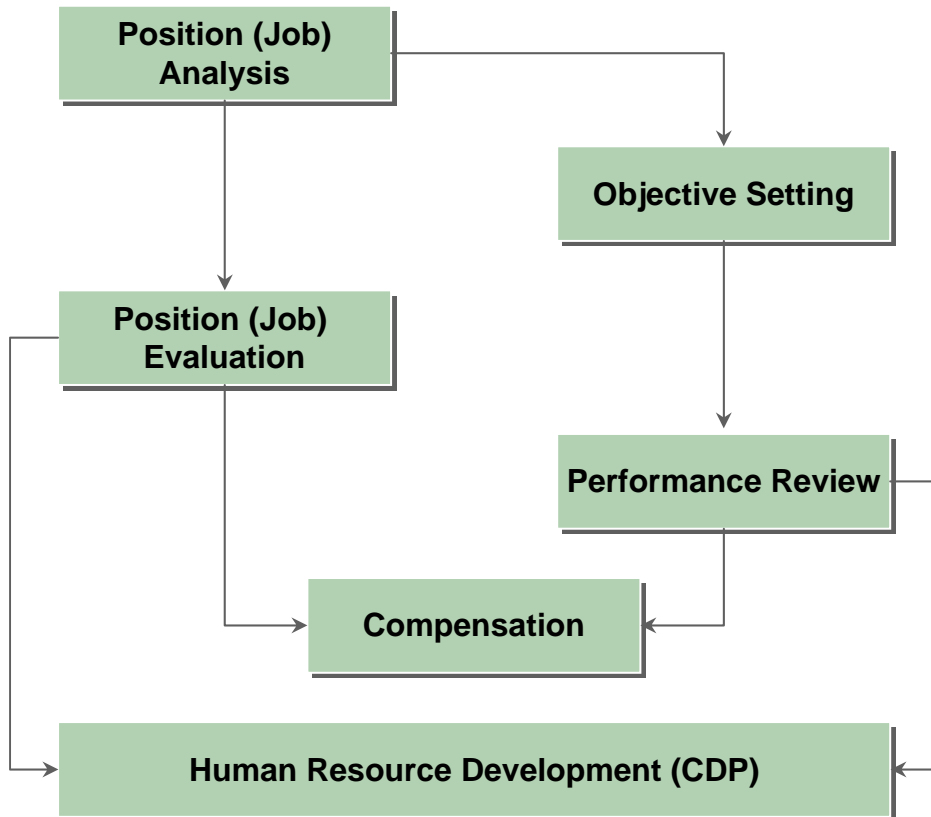 Position (Job)
Analysis
Objective Setting
Position (Job)
Evaluation
Performance Review
Compensation
Human Resource Development (CDP)